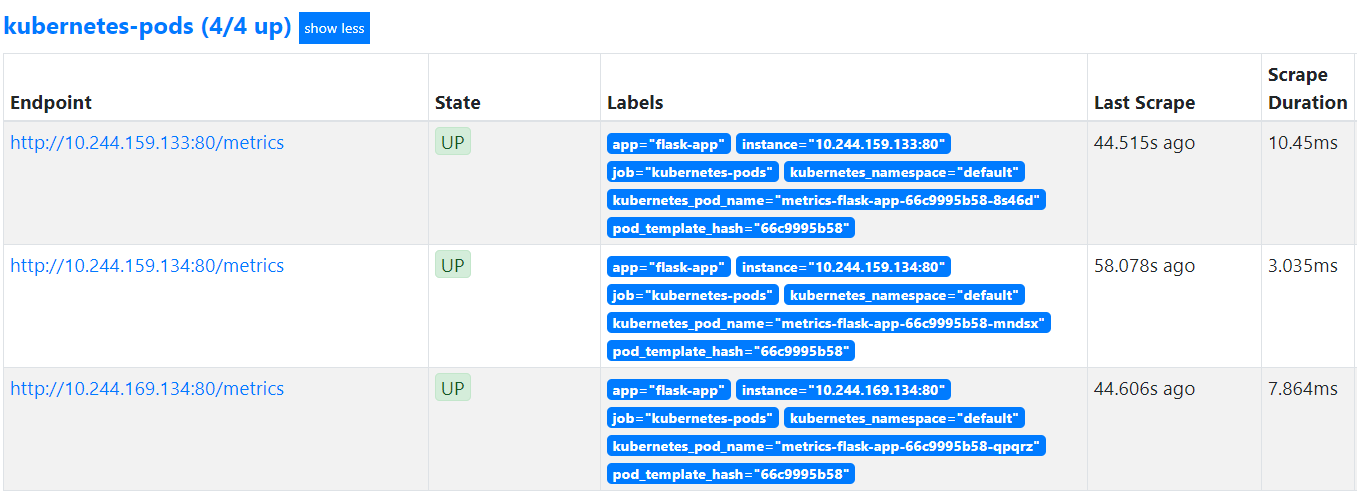 kubernetes-pods (4/4 up) show less
Endpoint State Labels Last Scrape Scrape Duration
http://10.244.159.133:80/metrics UP app="flask-app" instance="10.244.159.133:80" 44.515s ago 10.45ms
job="kubernetes-pods" kubernetes_namespace="default"
kubernetes_pod_name="metrics-flask-app-66c9995b58-8s46d"
pod_template_hash="66c9995b58"
http://10.244.159.134:80/metrics UP app="flask-app" instance="10.244.159.134:80" 58.078s ago 3.035ms
job="kubernetes-pods" kubernetes_namespace="default"
kubernetes_pod_name="metrics-flask-app-66c9995b58-mndsx"
pod_template_hash="66c9995b58"
http://10.244.169.134:80/metrics UP app="flask-app" instance="10.244.169.134:80" 44.606s ago 7.864ms
job="kubernetes-pods" kubernetes_namespace="default"
kubernetes_pod_name="metrics-flask-app-66c9995b58-qpqrz"
pod_template_hash="66c9995b58"